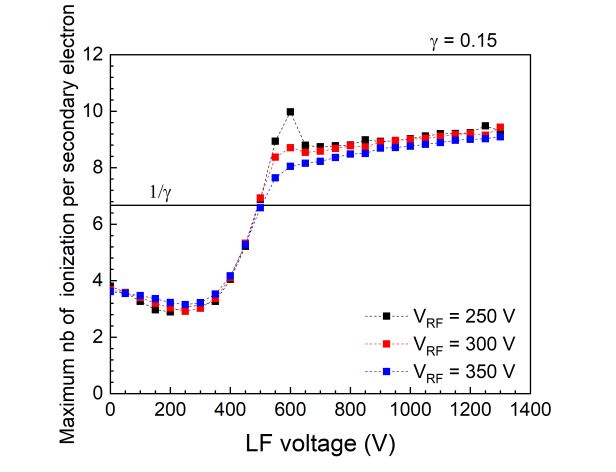 γ = 0.15
Maximum nb of ionization per secondary electron
12
10
8
6
4
2
0
1/γ
V_RF = 250 V
V_RF = 300 V
V_RF = 350 V
0 200 400 600 800 1000 1200 1400
LF voltage (V)